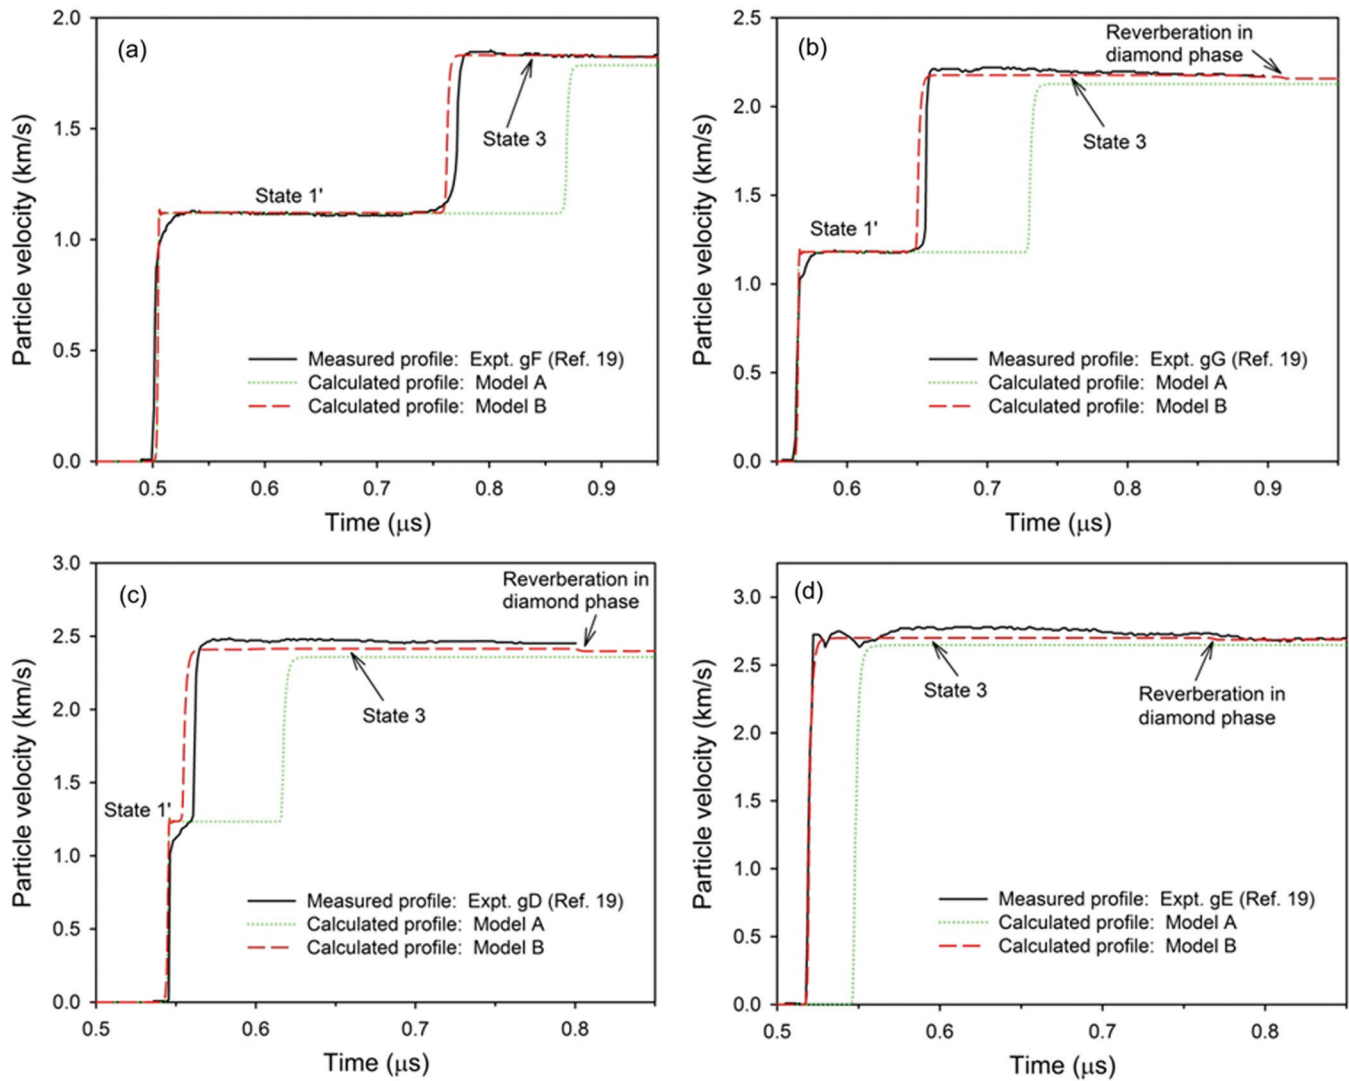 (a)
2.0
1.5
1.0
0.5
0.0
Particle velocity (km/s)
State 3
State 1'
Measured profile: Expt. gF (Ref. 19)
Calculated profile: Model A
Calculated profile: Model B
0.5 0.6 0.7 0.8 0.9
Time (μs)
(b)
2.5
2.0
1.5
1.0
0.5
0.0
Particle velocity (km/s)
Reverberation in
diamond phase
State 3
State 1'
Measured profile: Expt. gG (Ref. 19)
Calculated profile: Model A
Calculated profile: Model B
0.6 0.7 0.8 0.9
Time (μs)
(c)
3.0
2.5
2.0
1.5
1.0
0.5
0.0
Particle velocity (km/s)
Reverberation in
diamond phase
State 3
State 1'
Measured profile: Expt. gD (Ref. 19)
Calculated profile: Model A
Calculated profile: Model B
0.5 0.6 0.7 0.8
Time (μs)
(d)
3.0
2.5
2.0
1.5
1.0
0.5
0.0
Particle velocity (km/s)
State 3
Reverberation in
diamond phase
Measured profile: Expt. gE (Ref. 19)
Calculated profile: Model A
Calculated profile: Model B
0.5 0.6 0.7 0.8
Time (μs)